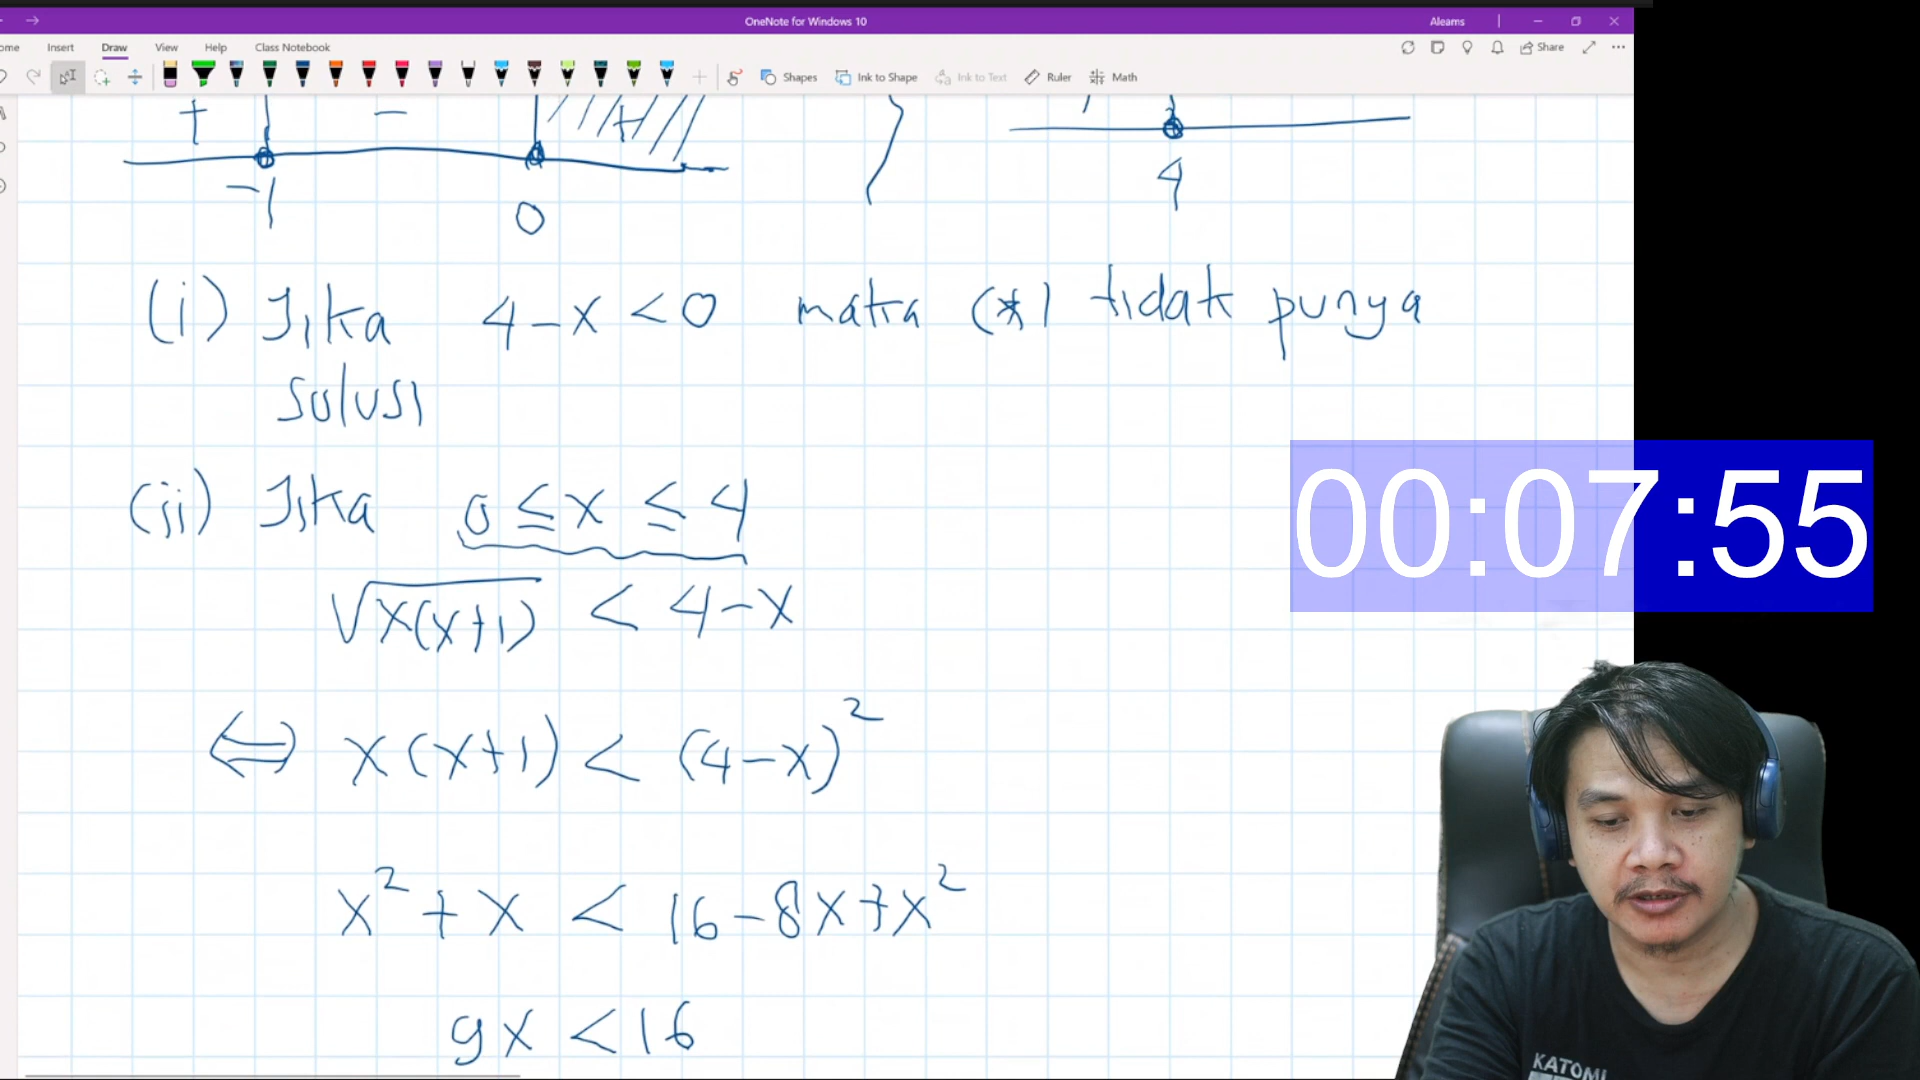 OneNote for Windows 10
Aleams
ome Insert Draw View Help Class Notebook
Share
Shapes Ink to Shape Ink to Text Ruler Math
+ −
−1 0
4
(i) Jika 4-x <0 maka (*) tidak punya
solusi
(ii) Jika 0 ≤ x ≤ 4
√x(x+1) < 4-x
⇔ x(x+1) < (4-x)²
x² + x < 16-8x+x²
9x < 16
00:07:55
KATOMI